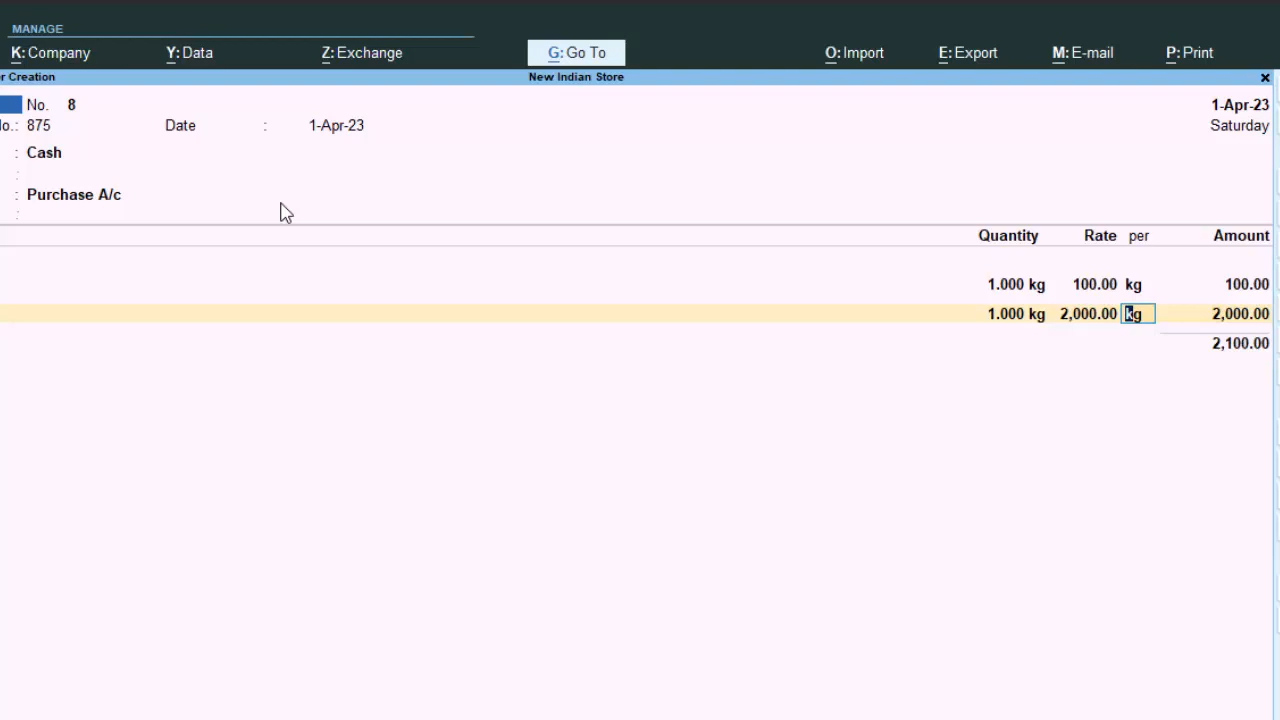 MANAGE
K: Company Y: Data Z: Exchange G: Go To O: Import E: Export M: E-mail P: Print
r Creation New Indian Store x
No. 8 1-Apr-23
o.: 875 Date : 1-Apr-23 Saturday
: Cash
:
: Purchase A/c
:
Quantity Rate per Amount
1.000 kg 100.00 kg 100.00
1.000 kg 2,000.00 kg 2,000.00
2,100.00